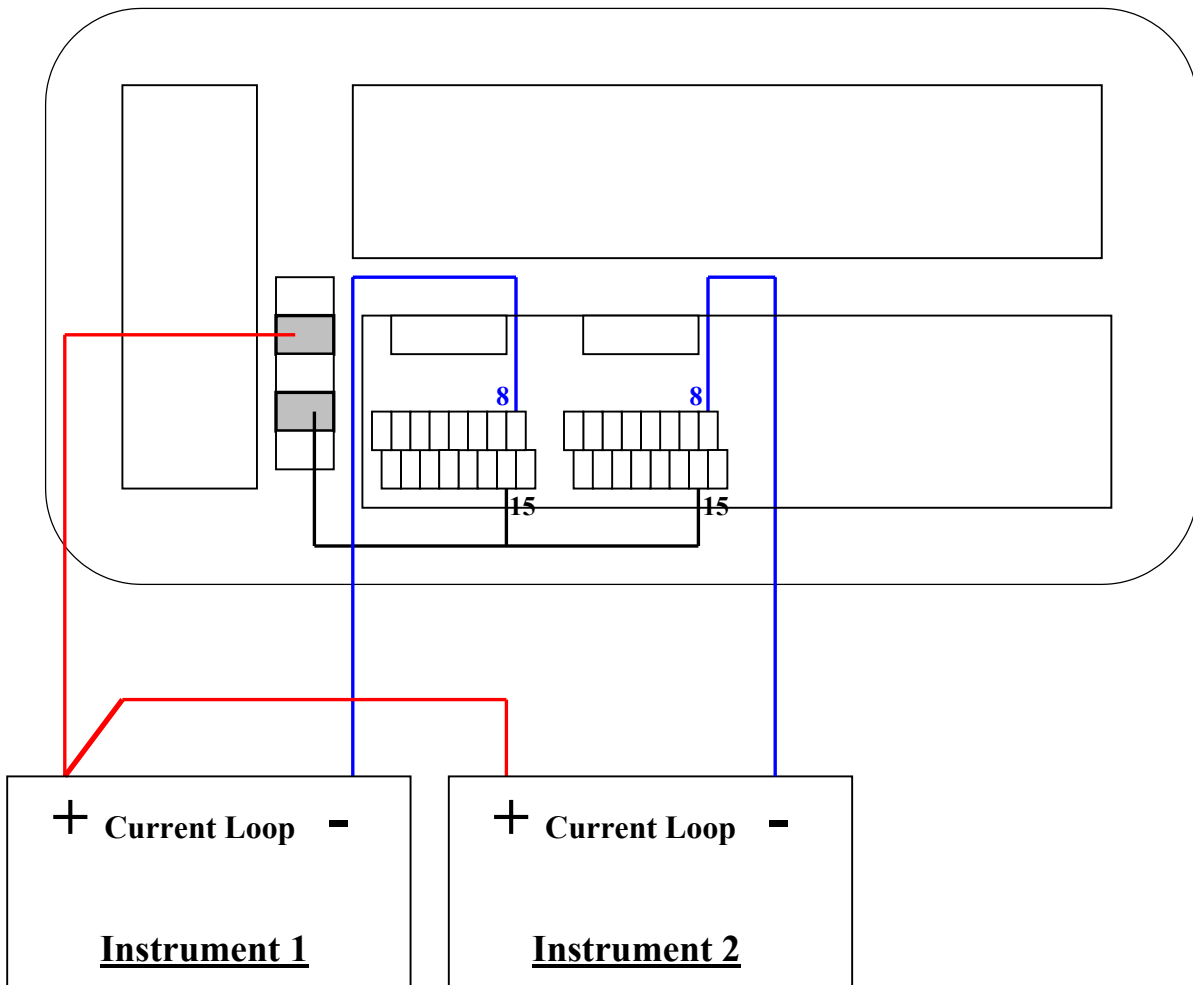 8 8
15 15
+ Current Loop - + Current Loop -
Instrument 1 Instrument 2